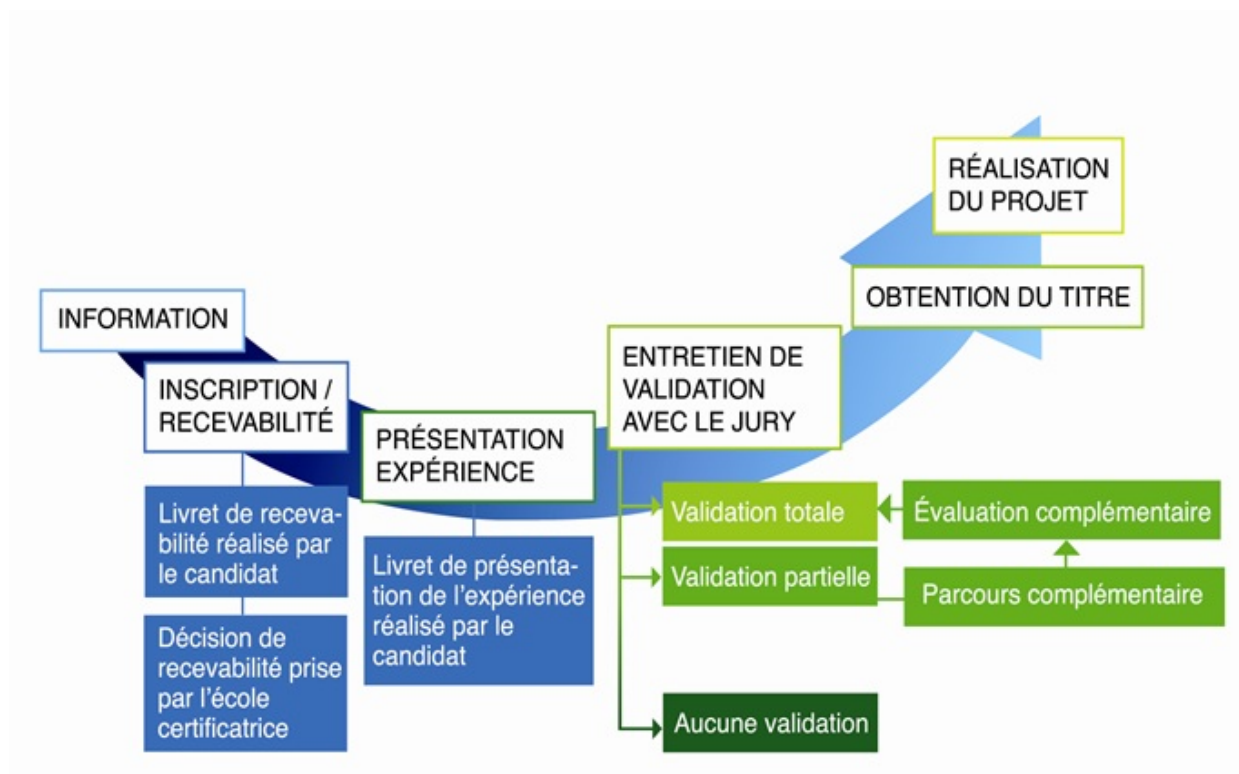 INFORMATION
INSCRIPTION /
RECEVABILITÉ
Livret de receva-
bilité réalisé par
le candidat
Décision de
recevabilité prise
par l'école
certificatrice
PRÉSENTATION
EXPÉRIENCE
Livret de présenta-
tion de l'expérience
réalisé par le
candidat
ENTRETIEN DE
VALIDATION
AVEC LE JURY
Validation totale
Validation partielle
Aucune validation
Évaluation complémentaire
Parcours complémentaire
OBTENTION DU TITRE
RÉALISATION
DU PROJET